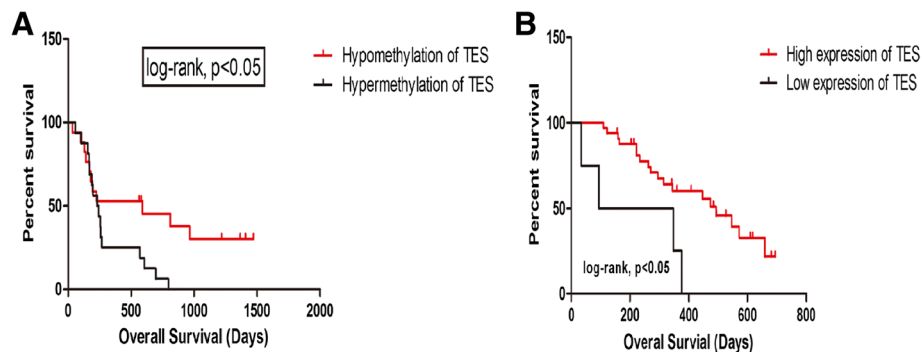 A
150
100
50
0
Percent survival
log-rank, p<0.05
Hypomethylation of TES
Hypermethylation of TES
0 500 1000 1500 2000
Overall Survival (Days)
B
150
100
50
0
Percent survival
High expression of TES
Low expression of TES
log-rank, p<0.05
0 200 400 600 800
Overal Survial (Days)